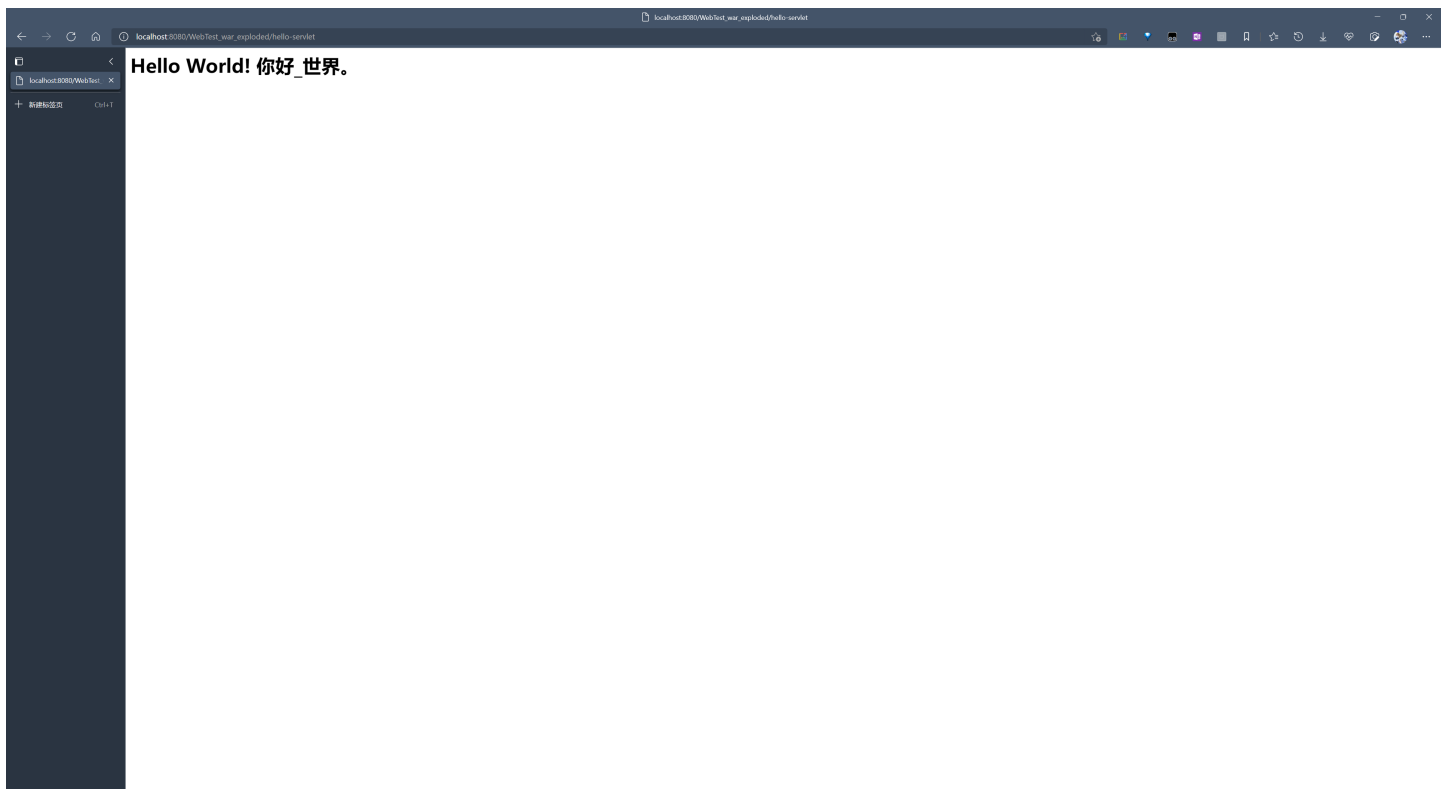 localhost:8080/WebTest_war_exploded/hello-servlet
localhost:8080/WebTest_war_exploded/hello-servlet
Hello World! 你好_世界。
localhost:8080/WebTest_
新建标签页 Ctrl+T